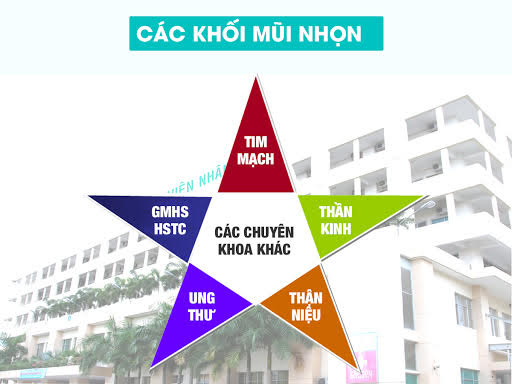 CÁC KHỐI MŨI NHỌN
TIM
MẠCH
GMHS
HSTC
THẦN
KINH
CÁC CHUYÊN
KHOA KHÁC
UNG
THƯ
THẬN
NIỆU